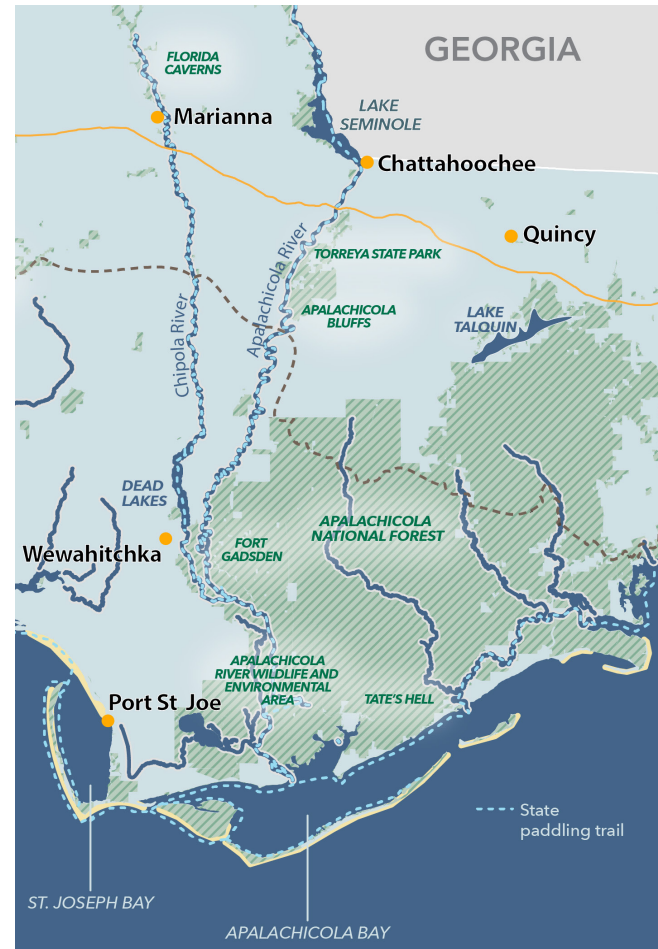 GEORGIA
FLORIDA
CAVERNS
Marianna
LAKE
SEMINOLE
Chattahoochee
Quincy
Apalachicola River
TORREYA STATE PARK
Chipola River
APALACHICOLA
BLUFFS
LAKE
TALQUIN
DEAD
LAKES
APALACHICOLA
NATIONAL FOREST
Wewahitchka
FORT
GADSDEN
APALACHICOLA
RIVER WILDLIFE AND
ENVIRONMENTAL
AREA
TATE'S HELL
Port St Joe
State
paddling trail
ST. JOSEPH BAY
APALACHICOLA BAY